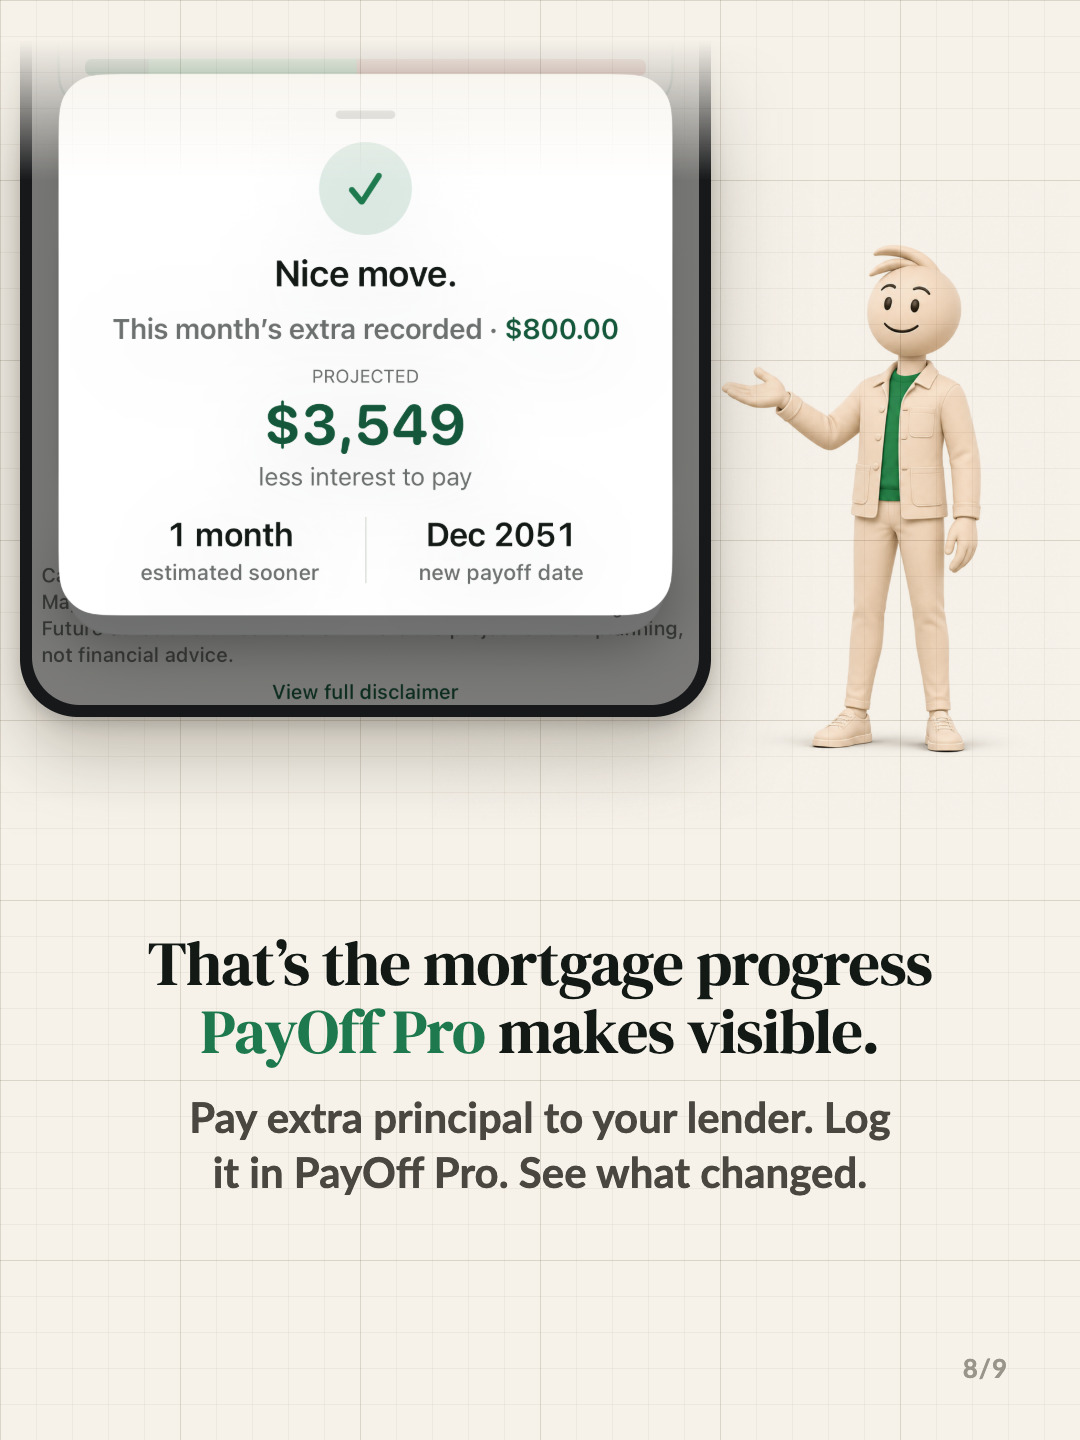 Nice move.
This month's extra recorded · $800.00
PROJECTED
$3,549
less interest to pay
1 month
estimated sooner
Dec 2051
new payoff date
not financial advice.
View full disclaimer
That's the mortgage progress
PayOff Pro makes visible.
Pay extra principal to your lender. Log
it in PayOff Pro. See what changed.
8/9